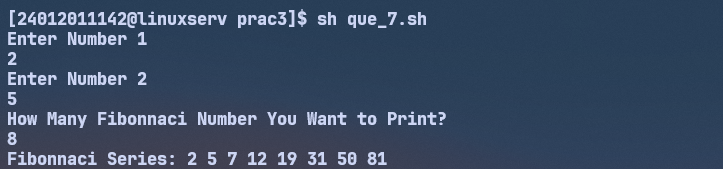 [24012011142@linuxserv prac3]$ sh que_7.sh
Enter Number 1
2
Enter Number 2
5
How Many Fibonnaci Number You Want to Print?
8
Fibonnaci Series: 2 5 7 12 19 31 50 81